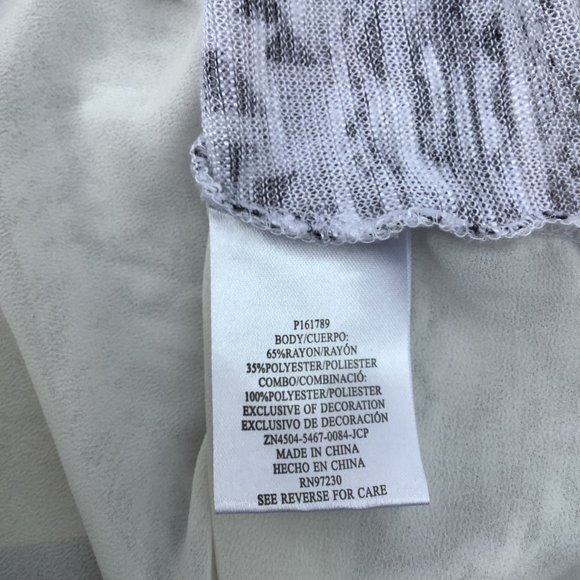 P161789
BODY/CUERPO:
65%RAYON/RAYÓN
35%POLYESTER/POLIESTER
COMBO/COMBINACIÓ:
100%POLYESTER/POLIESTER
EXCLUSIVE OF DECORATION
EXCLUSIVO DE DECORACIÓN
ZN4504-5467-0084-JCP
MADE IN CHINA
HECHO EN CHINA
RN97230
SEE REVERSE FOR CARE